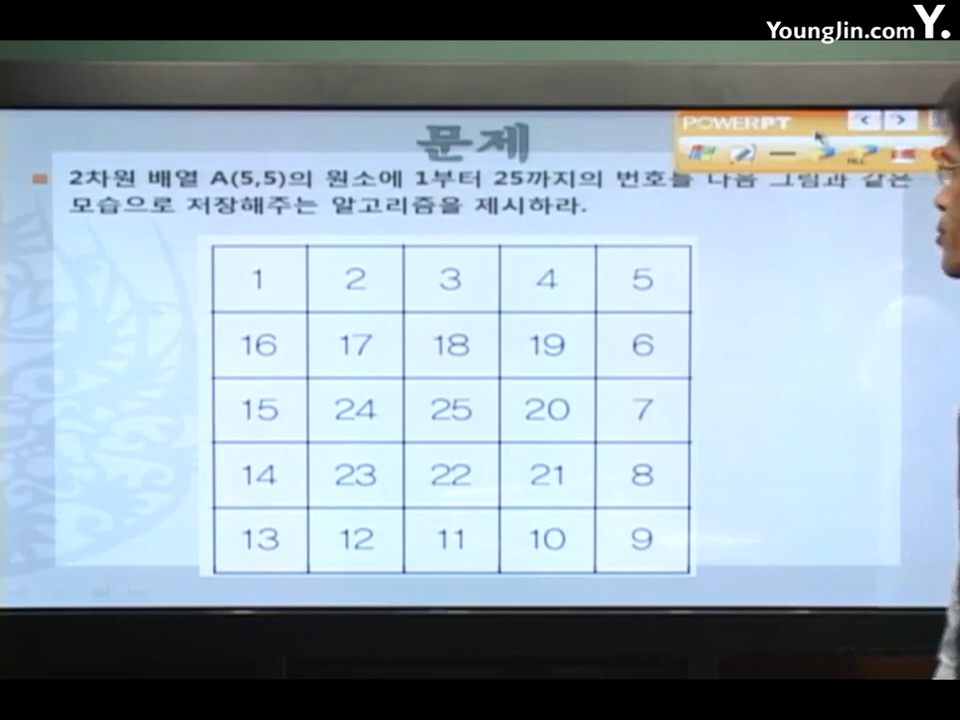 YoungJin.com Y.
문제
POWERPT
2차원 배열 A(5,5)의 원소에 1부터 25까지의 번호를 다음 그림과 같은
모습으로 저장해주는 알고리즘을 제시하라.
1 2 3 4 5
16 17 18 19 6
15 24 25 20 7
14 23 22 21 8
13 12 11 10 9